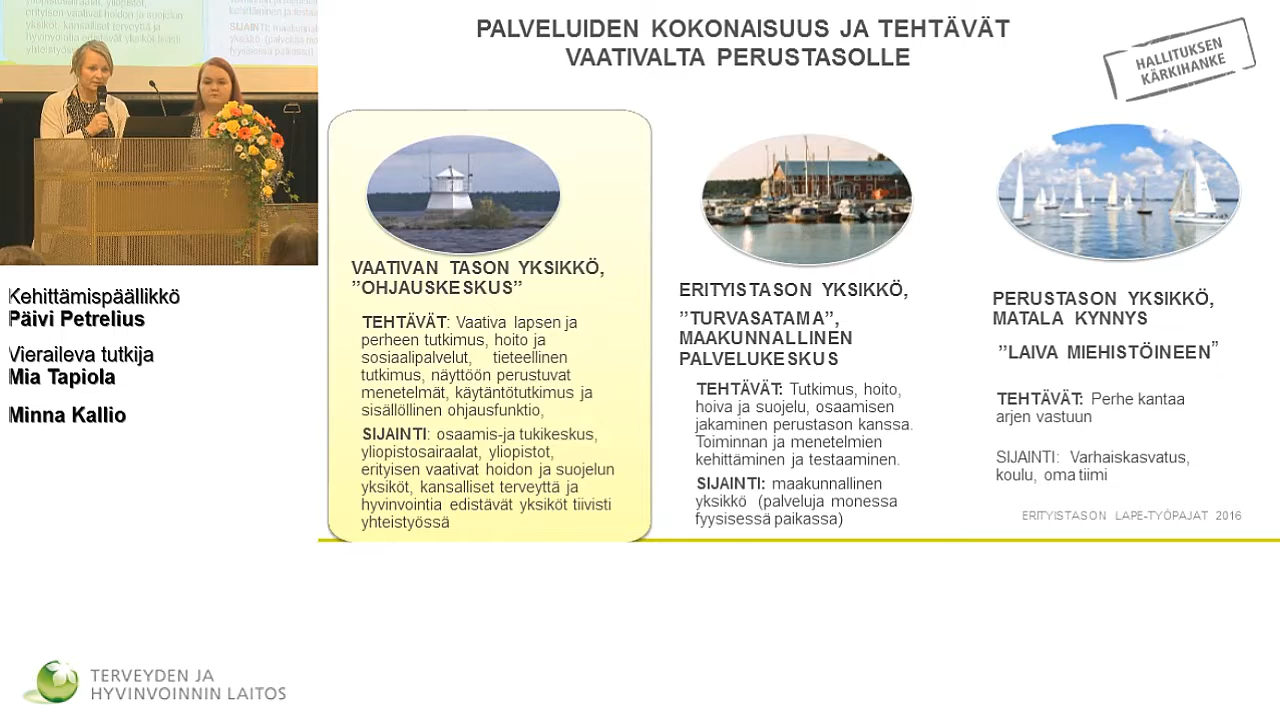 PALVELUIDEN KOKONAISUUS JA TEHTÄVÄT
VAATIVALTA PERUSTASOLLE
HALLITUKSEN
KÄRKIHANKE
VAATIVAN TASON YKSIKKÖ,
”OHJAUSKESKUS”
TEHTÄVÄT: Vaativa lapsen ja
perheen tutkimus, hoito ja
sosiaalipalvelut, tieteellinen
tutkimus, näyttöön perustuvat
menetelmät, käytäntötutkimus ja
sisällöllinen ohjausfunktio,
SIJAINTI: osaamis-ja tukikeskus,
yliopistosairaalat, yliopistot,
erityisen vaativat hoidon ja suojelun
yksiköt, kansalliset terveyttä ja
hyvinvointia edistävät yksiköt tiivisti
yhteistyössä
ERITYISTASON YKSIKKÖ,
”TURVASATAMA”,
MAAKUNNALLINEN
PALVELUKESKUS
TEHTÄVÄT: Tutkimus, hoito,
hoiva ja suojelu, osaamisen
jakaminen perustason kanssa.
Toiminnan ja menetelmien
kehittäminen ja testaaminen.
SIJAINTI: maakunnallinen
yksikkö (palveluja monessa
fyysisessä paikassa)
PERUSTASON YKSIKKÖ,
MATALA KYNNYS
”LAIVA MIEHISTÖINEEN”
TEHTÄVÄT: Perhe kantaa
arjen vastuun
SIJAINTI: Varhaiskasvatus,
koulu, oma tiimi
ERITYISTASON LAPE-TYÖPAJAT 2016
Kehittämispäällikkö
Päivi Petrelius
Vieraileva tutkija
Mia Tapiola
Minna Kallio
TERVEYDEN JA
HYVINVOINNIN LAITOS